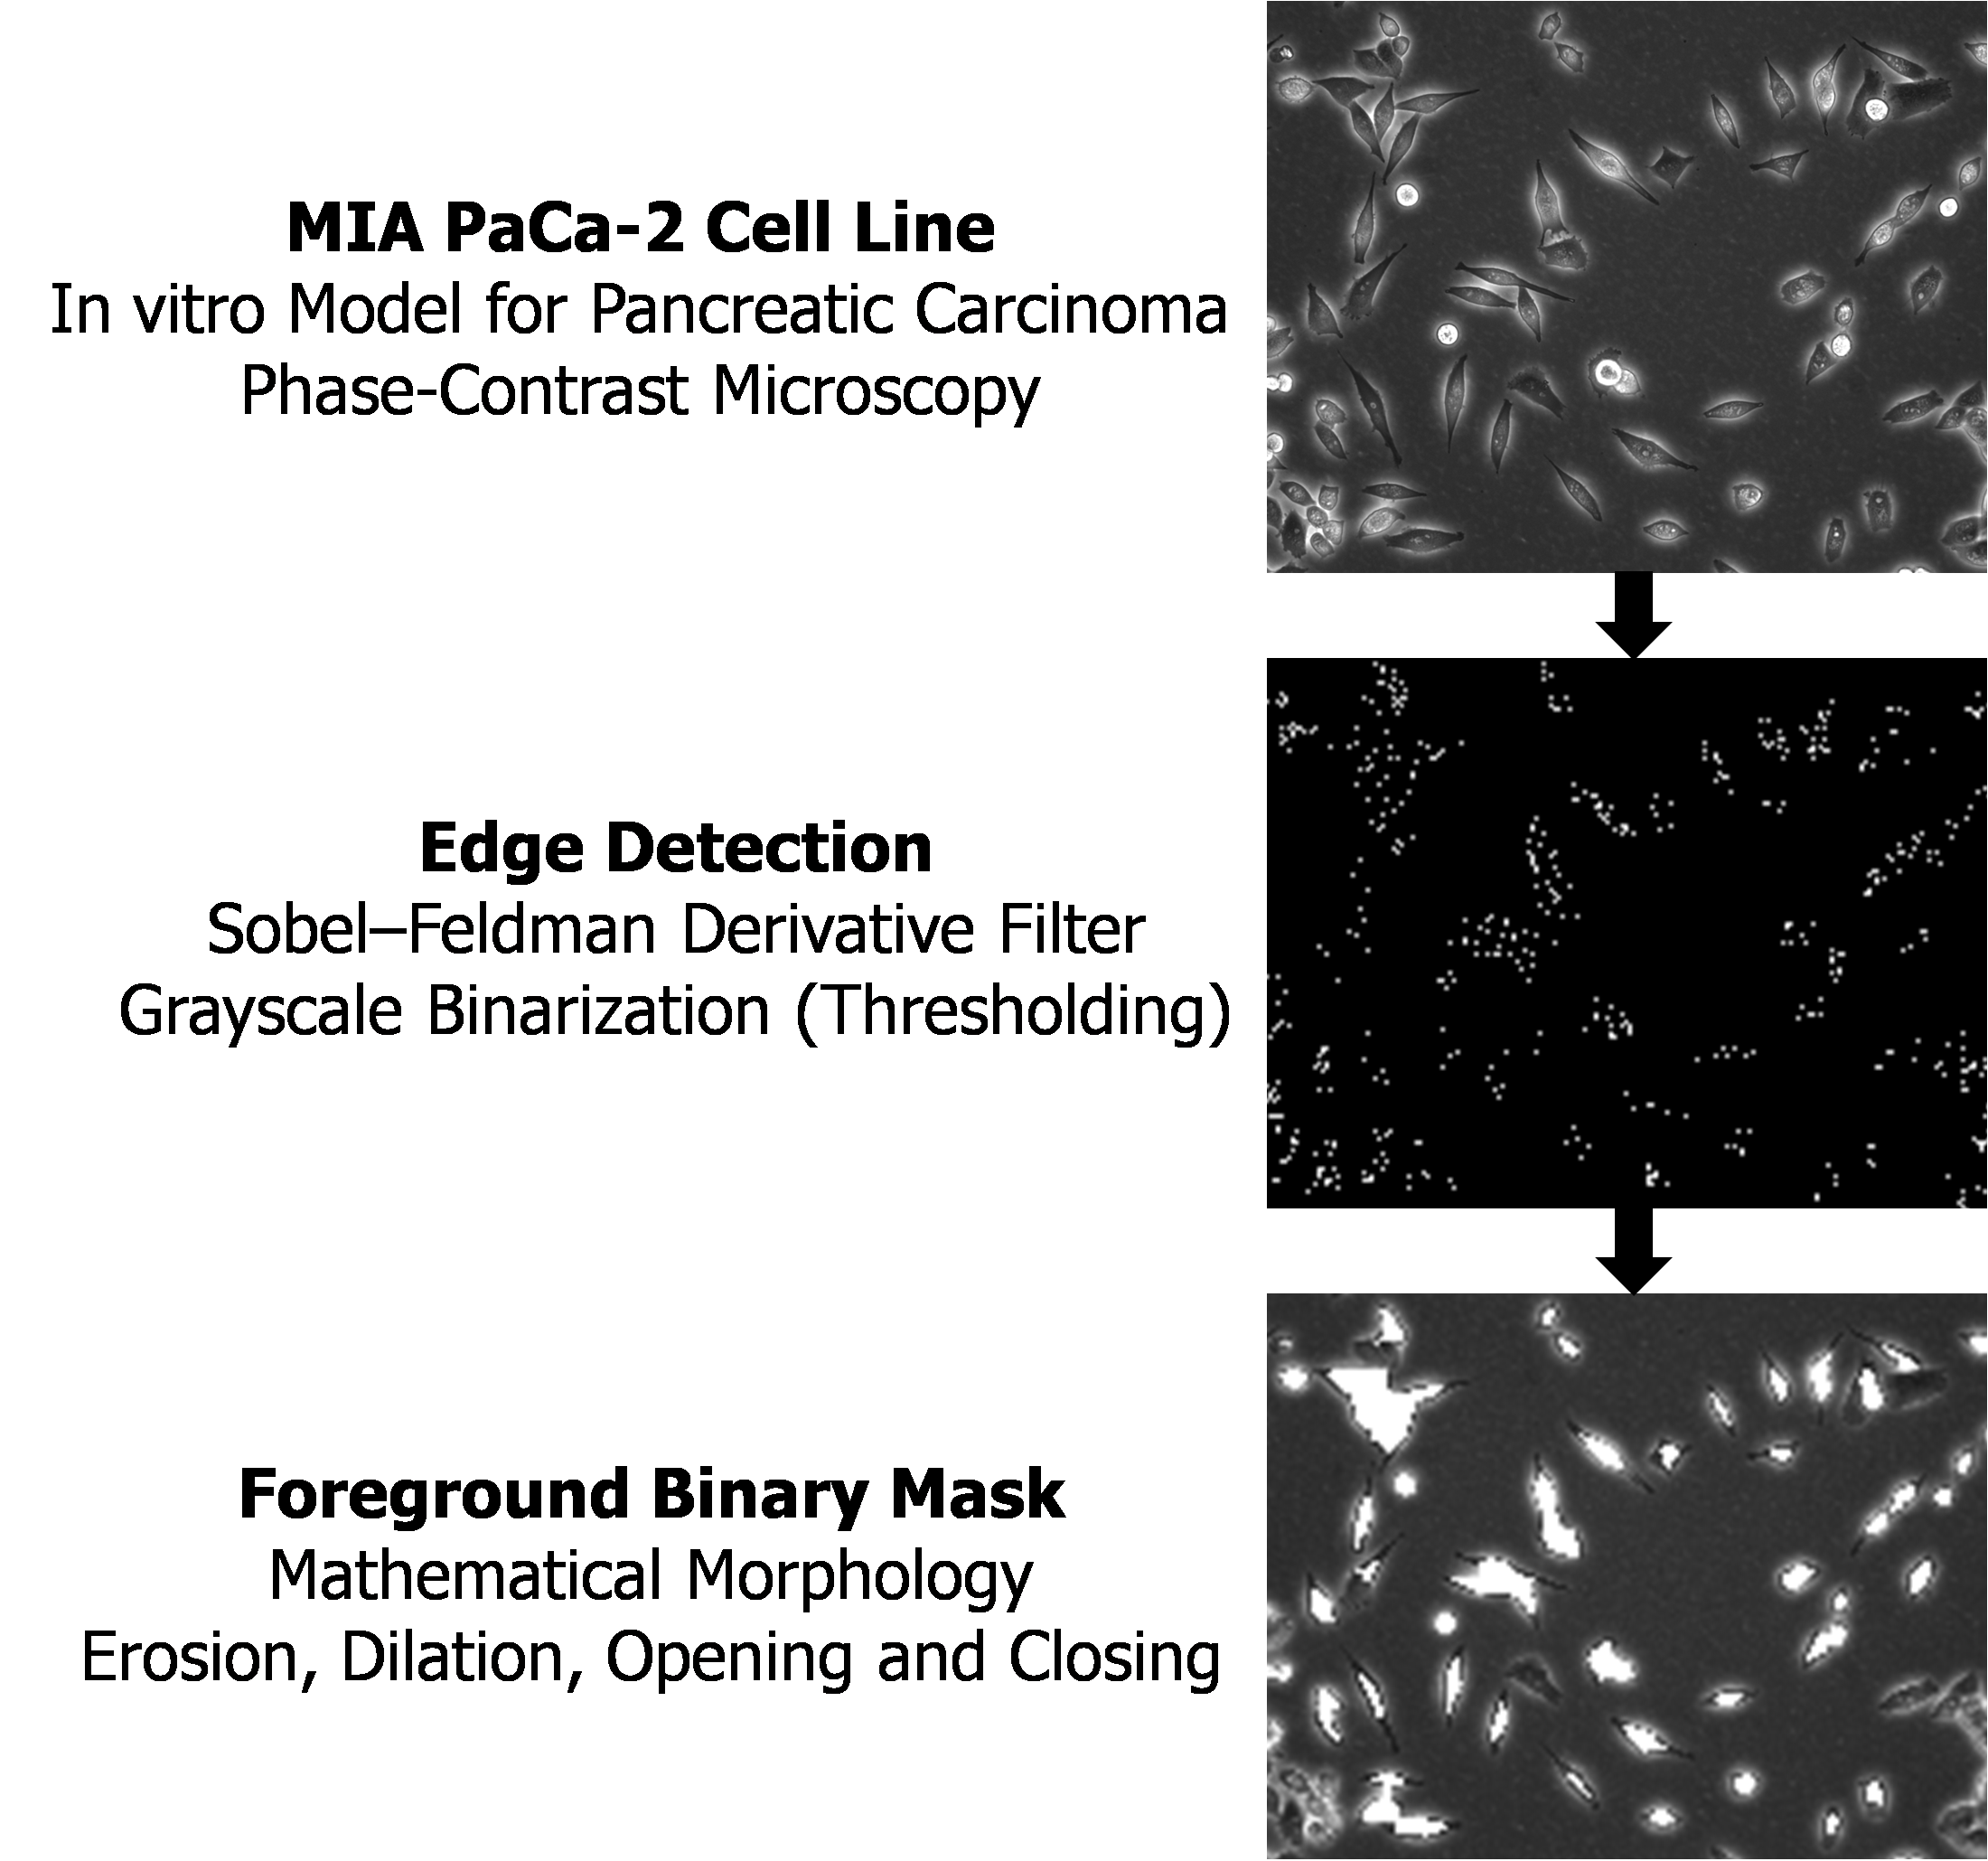 MIA PaCa-2 Cell Line
In vitro Model for Pancreatic Carcinoma
Phase-Contrast Microscopy
Edge Detection
Sobel–Feldman Derivative Filter
Grayscale Binarization (Thresholding)
Foreground Binary Mask
Mathematical Morphology
Erosion, Dilation, Opening and Closing